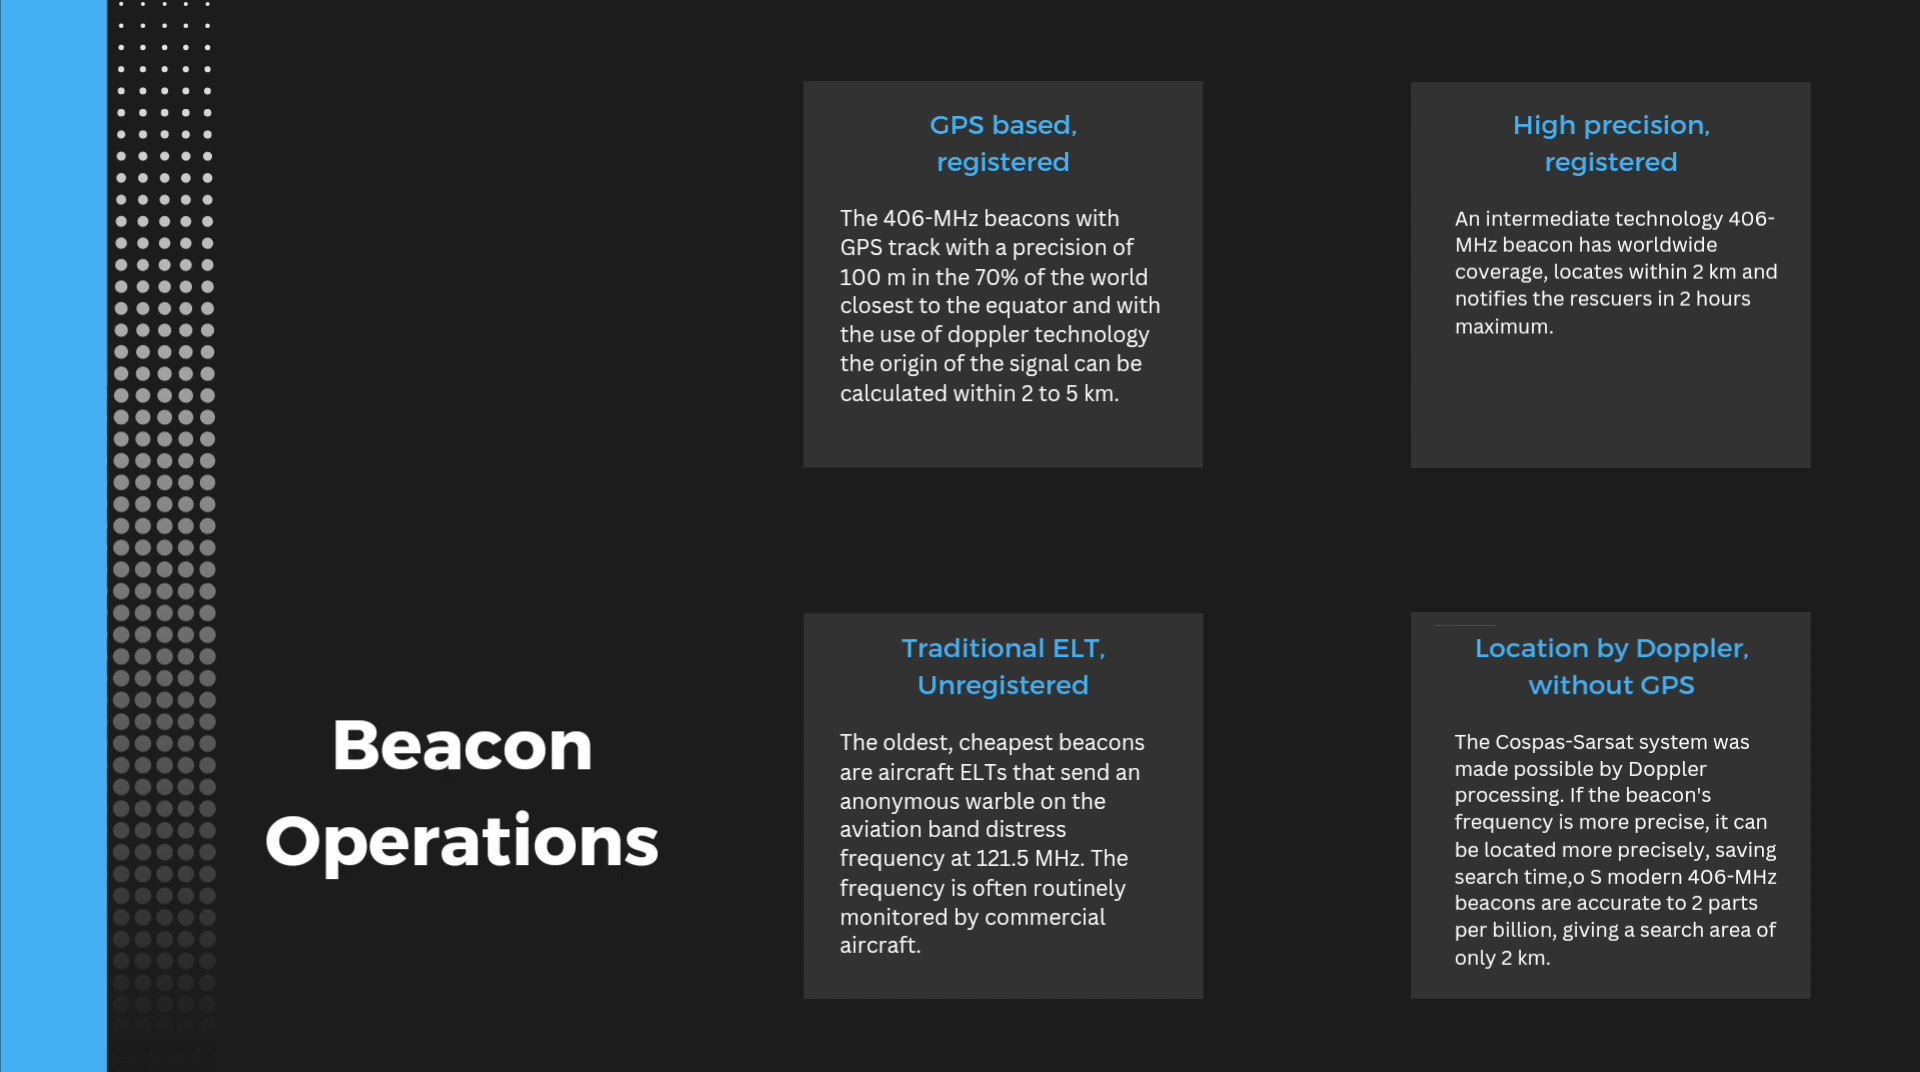 Beacon
Operations
GPS based,
registered
The 406-MHz beacons with
GPS track with a precision of
100 m in the 70% of the world
closest to the equator and with
the use of doppler technology
the origin of the signal can be
calculated within 2 to 5 km.
High precision,
registered
An intermediate technology 406-
MHz beacon has worldwide
coverage, locates within 2 km and
notifies the rescuers in 2 hours
maximum.
Traditional ELT,
Unregistered
The oldest, cheapest beacons
are aircraft ELTs that send an
anonymous warble on the
aviation band distress
frequency at 121.5 MHz. The
frequency is often routinely
monitored by commercial
aircraft.
Location by Doppler,
without GPS
The Cospas-Sarsat system was
made possible by Doppler
processing. If the beacon's
frequency is more precise, it can
be located more precisely, saving
search time,o S modern 406-MHz
beacons are accurate to 2 parts
per billion, giving a search area of
only 2 km.